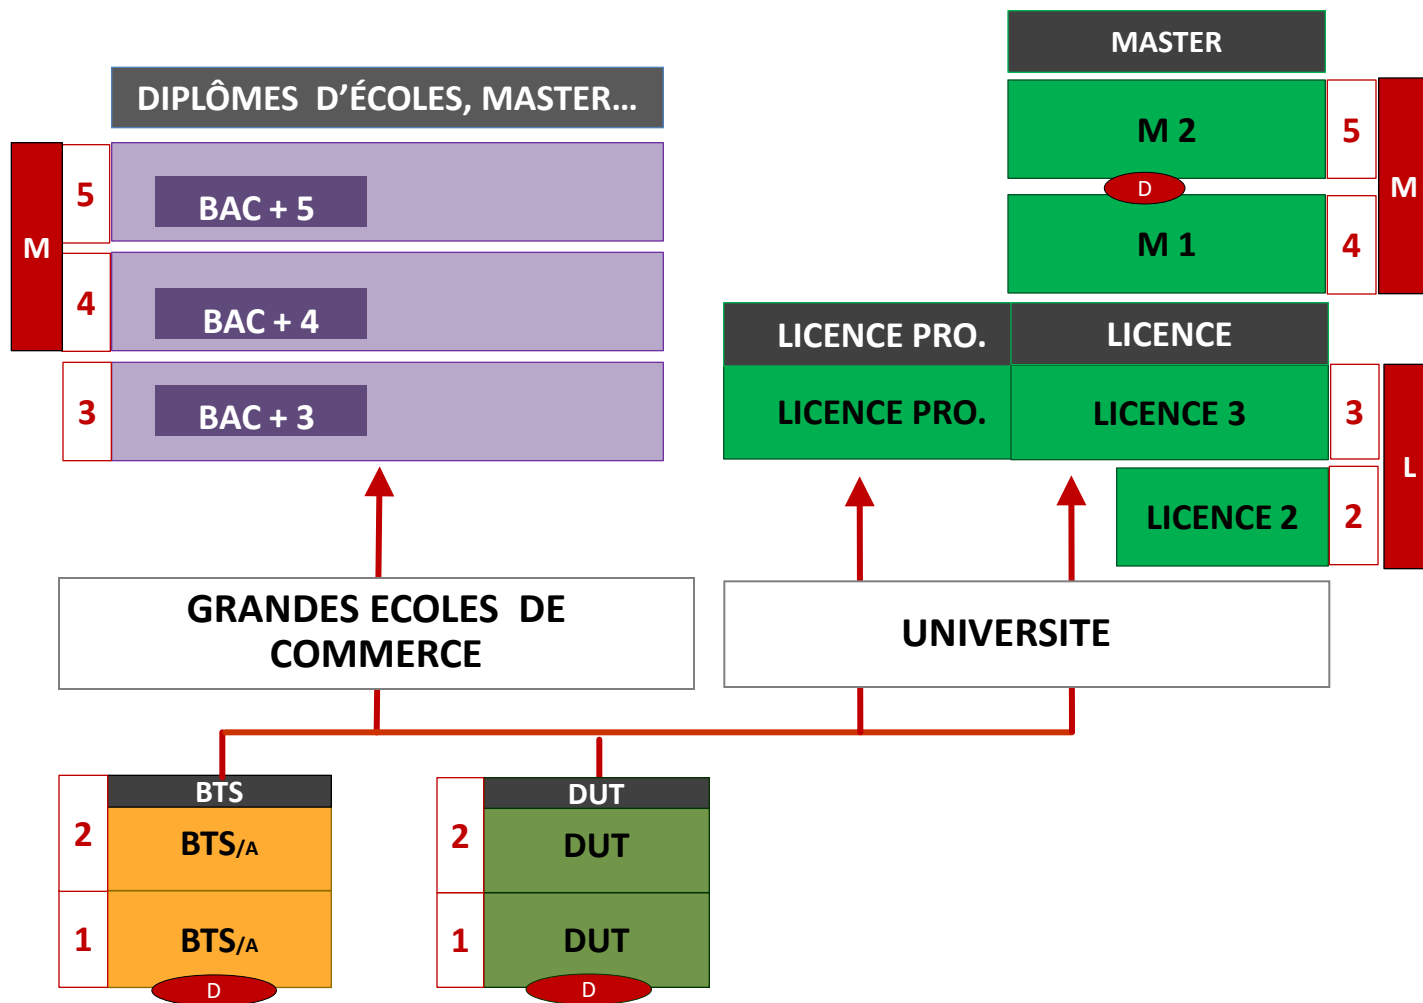 DIPLÔMES D’ÉCOLES, MASTER…
M
5
BAC + 5
4
BAC + 4
3
BAC + 3
MASTER
M 2
5
D
M 1
4
M
LICENCE PRO.
LICENCE
LICENCE PRO.
LICENCE 3
3
LICENCE 2
2
L
GRANDES ECOLES DE
COMMERCE
UNIVERSITE
BTS
2
BTS/A
1
BTS/A
D
DUT
2
DUT
1
DUT
D